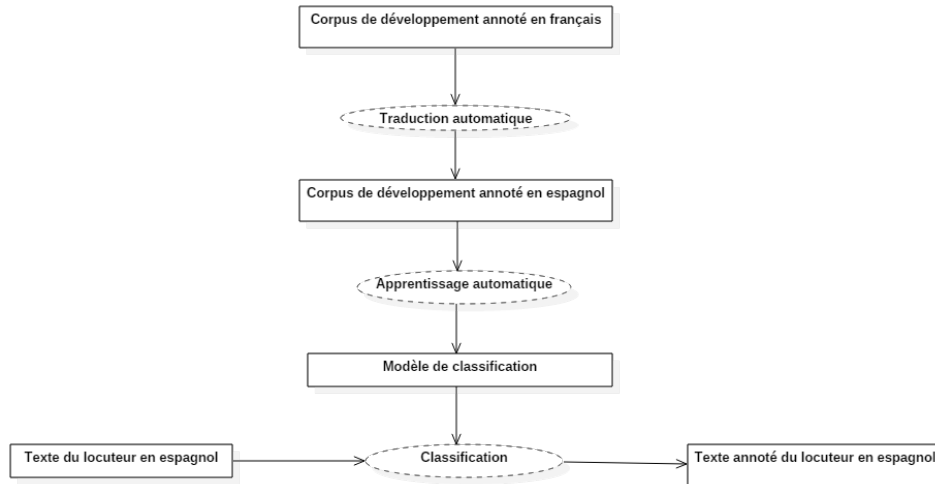 Corpus de développement annoté en français
Traduction automatique
Corpus de développement annoté en espagnol
Apprentissage automatique
Modèle de classification
Texte du locuteur en espagnol
Classification
Texte annoté du locuteur en espagnol